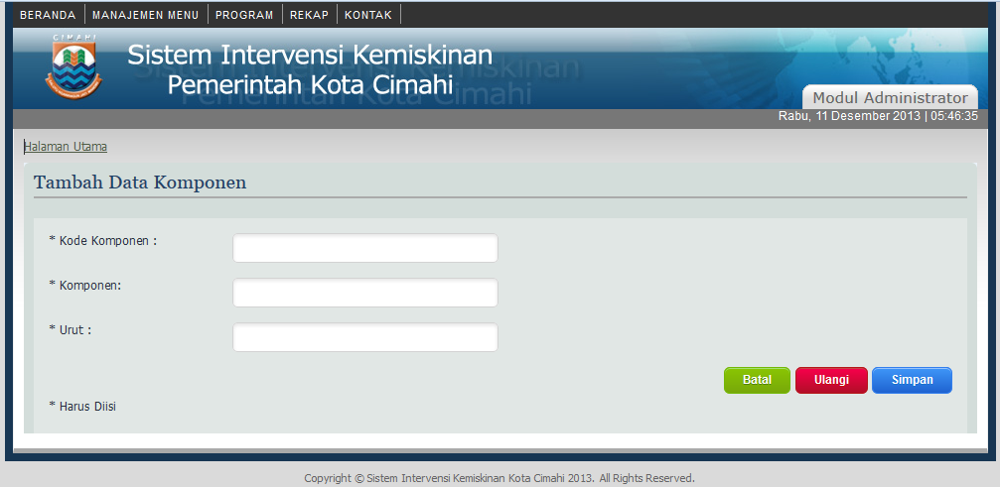 BERANDA MANAJEMEN MENU PROGRAM REKAP KONTAK
CIMAHI
Sistem Intervensi Kemiskinan
Pemerintah Kota Cimahi
Modul Administrator
Rabu, 11 Desember 2013 | 05:46:35
Halaman Utama
Tambah Data Komponen
* Kode Komponen :
* Komponen:
* Urut :
Batal Ulangi Simpan
* Harus Diisi
Copyright © Sistem Intervensi Kemiskinan Kota Cimahi 2013. All Rights Reserved.